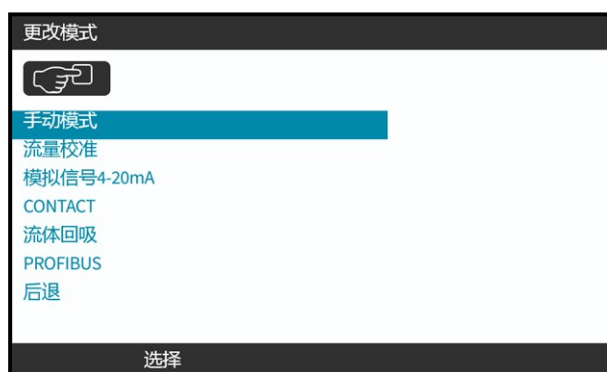 更改模式
手动模式
流量校准
模拟信号4-20mA
CONTACT
流体回吸
PROFIBUS
后退
选择